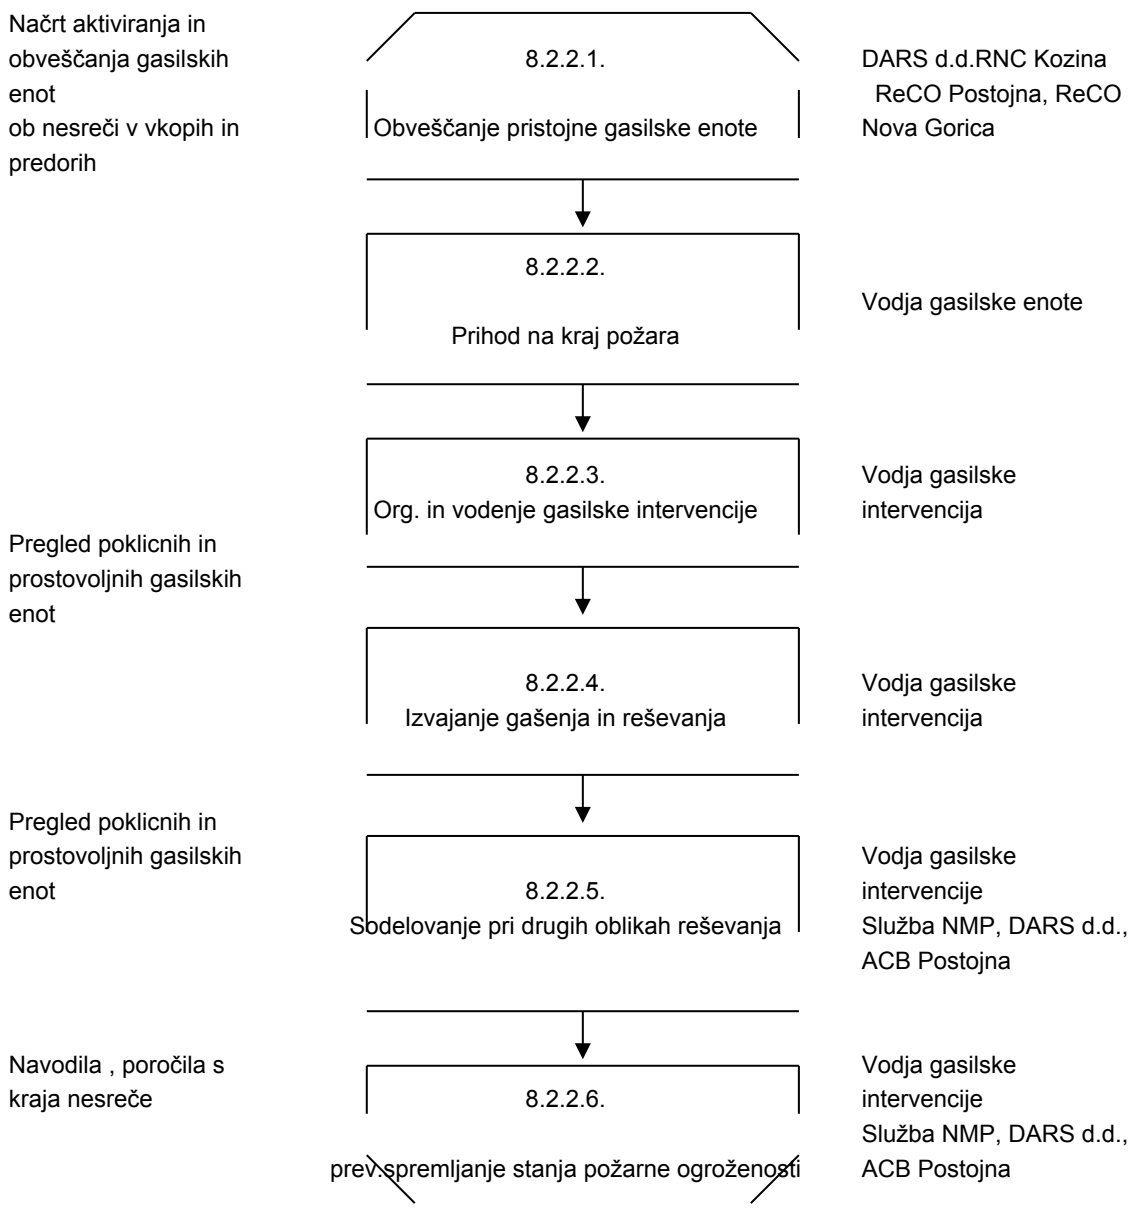 Načrt aktiviranja in
obveščanja gasilskih
enot
ob nesreči v vkopih in
predorih
8.2.2.1.
Obveščanje pristojne gasilske enote
DARS d.d.RNC Kozina
ReCO Postojna, ReCO
Nova Gorica
8.2.2.2.
Prihod na kraj požara
Vodja gasilske enote
8.2.2.3.
Org. in vodenje gasilske intervencije
Vodja gasilske
intervencija
Pregled poklicnih in
prostovoljnih gasilskih
enot
8.2.2.4.
Izvajanje gašenja in reševanja
Vodja gasilske
intervencija
Pregled poklicnih in
prostovoljnih gasilskih
enot
8.2.2.5.
Sodelovanje pri drugih oblikah reševanja
Vodja gasilske
intervencije
Služba NMP, DARS d.d.,
ACB Postojna
Navodila , poročila s
kraja nesreče
8.2.2.6.
prev.spremljanje stanja požarne ogroženosti
Vodja gasilske
intervencije
Služba NMP, DARS d.d.,
ACB Postojna